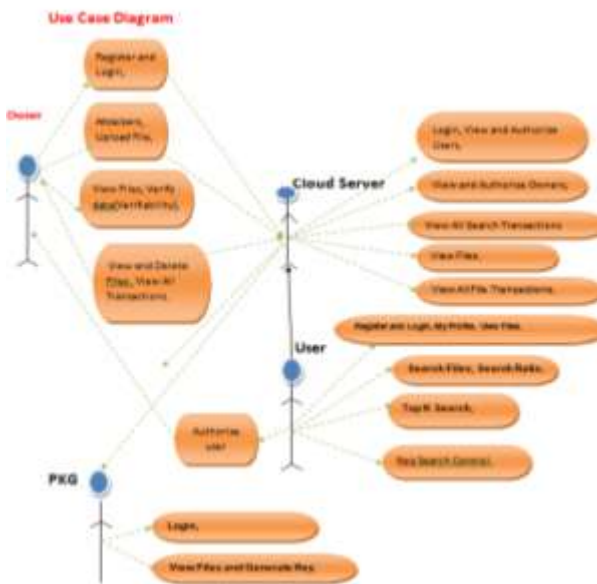 Use Case Diagram
Register and
Login,
Owner
Upload File,
View Files, Verify
data(Verifiability),
View and Delete
Files, View All
Transactions.
Cloud Server
Login, View and Authorize
Users,
View and Authorize Owners,
View All Search Transactions
View Files,
View All File Transactions,
User
Register and Login, My Profile, View Files,
Search Files, Search Ratio,
Top K Search,
Req Search Control,
Authorize
user
PKG
Login,
View Files and Generate Key.